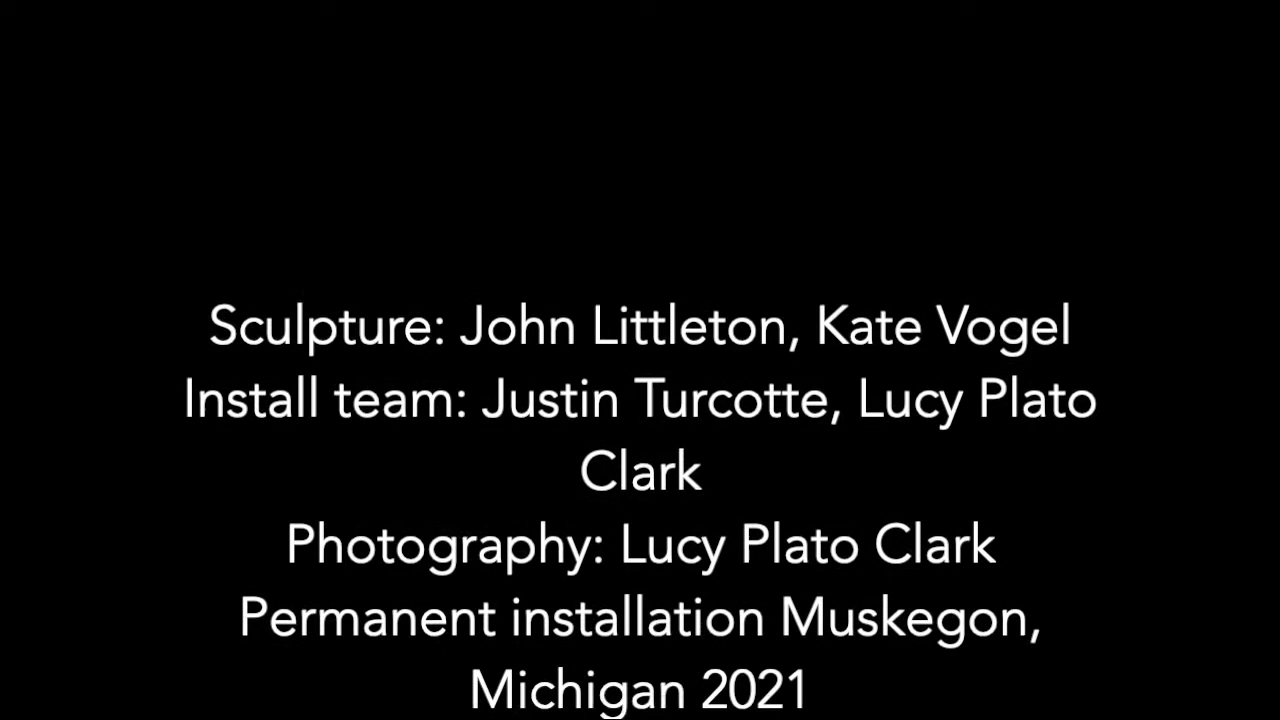 Sculpture: John Littleton, Kate Vogel
Install team: Justin Turcotte, Lucy Plato
Clark
Photography: Lucy Plato Clark
Permanent installation Muskegon,
Michigan 2021